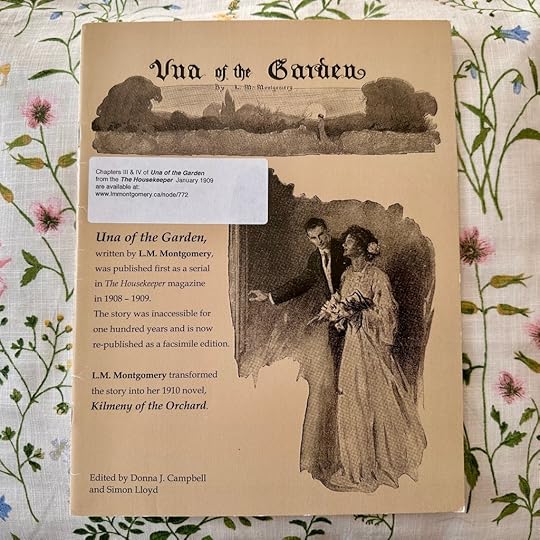 Una of the Garden
By L. M. Montgomery
Chapters III & IV of Una of the Garden
from the The Housekeeper January 1909
are available at:
www.lmmontgomery.ca/node/772
Una of the Garden,
written by L.M. Montgomery,
was published first as a serial
in The Housekeeper magazine
in 1908 – 1909.
The story was inaccessible for
one hundred years and is now
re-published as a facsimile edition.
L.M. Montgomery transformed
the story into her 1910 novel,
Kilmeny of the Orchard.
Edited by Donna J. Campbell
and Simon Lloyd